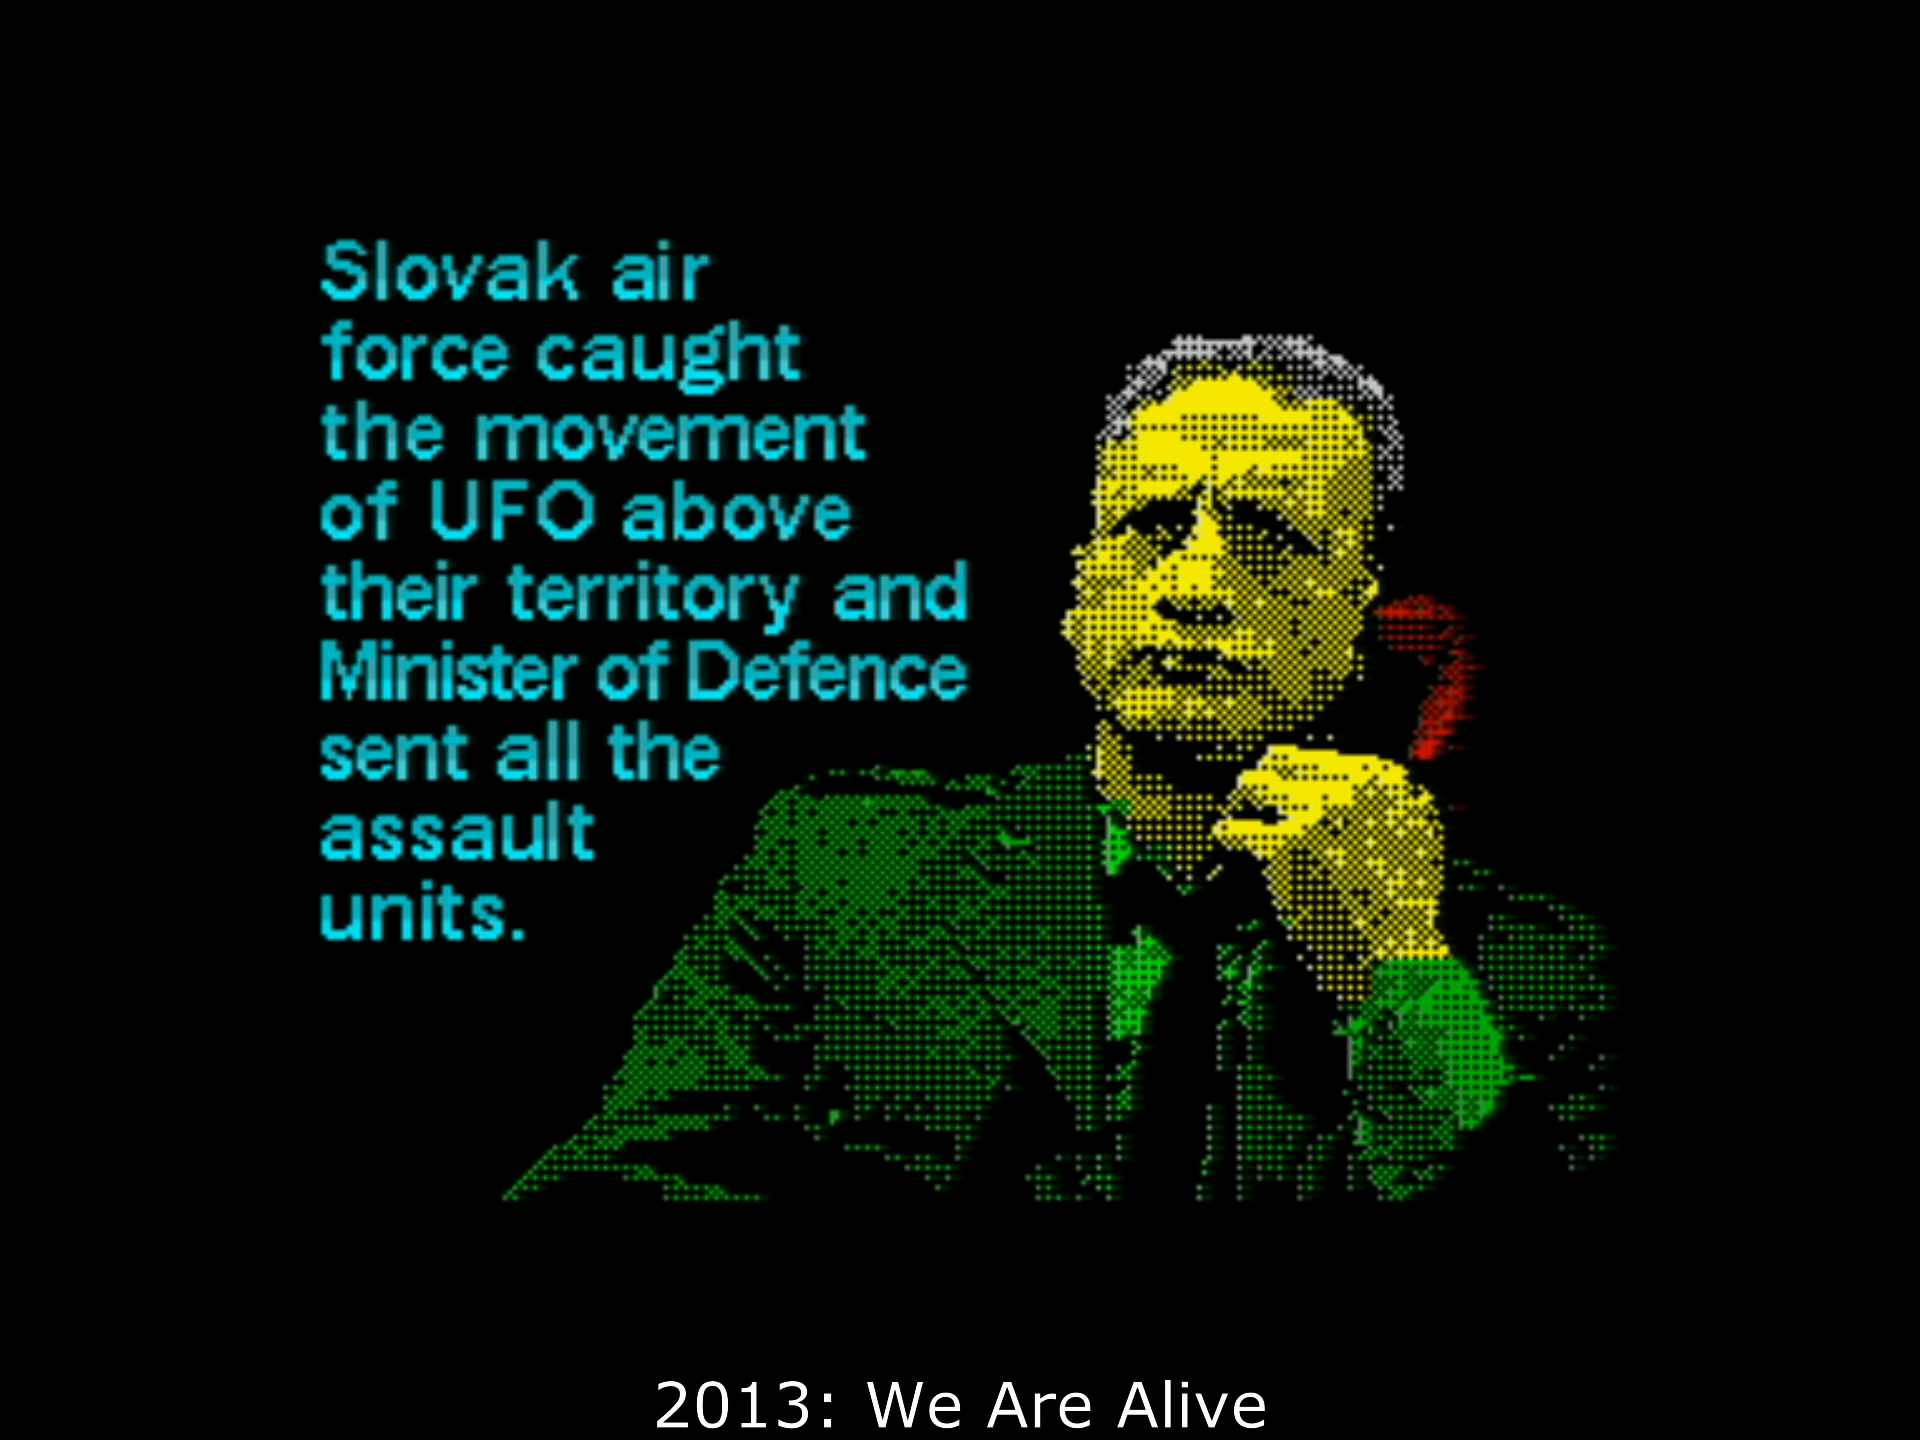 Slovak air
force caught
the movement
of UFO above
their territory and
Minister of Defence
sent all the
assault
units.
2013: We Are Alive